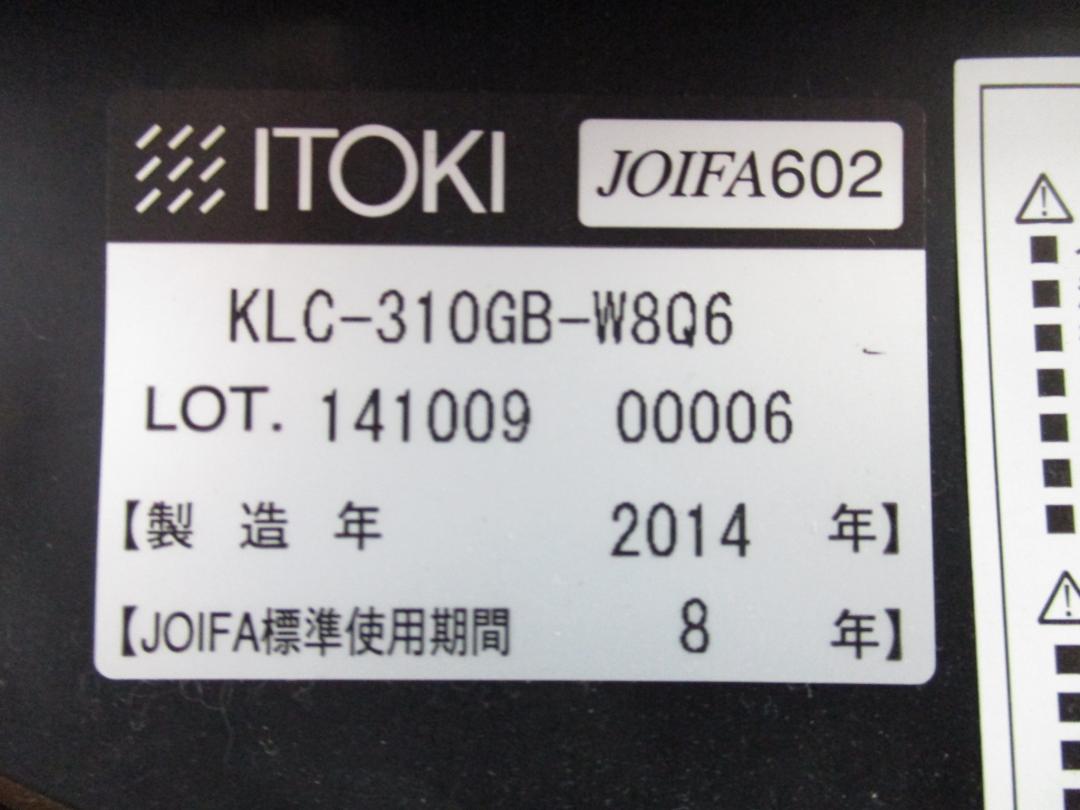 ITOKI JOIFA602
KLC-310GB-W8Q6
LOT. 141009 00006
【製造年 2014 年】
【JOIFA標準使用期間 8 年】